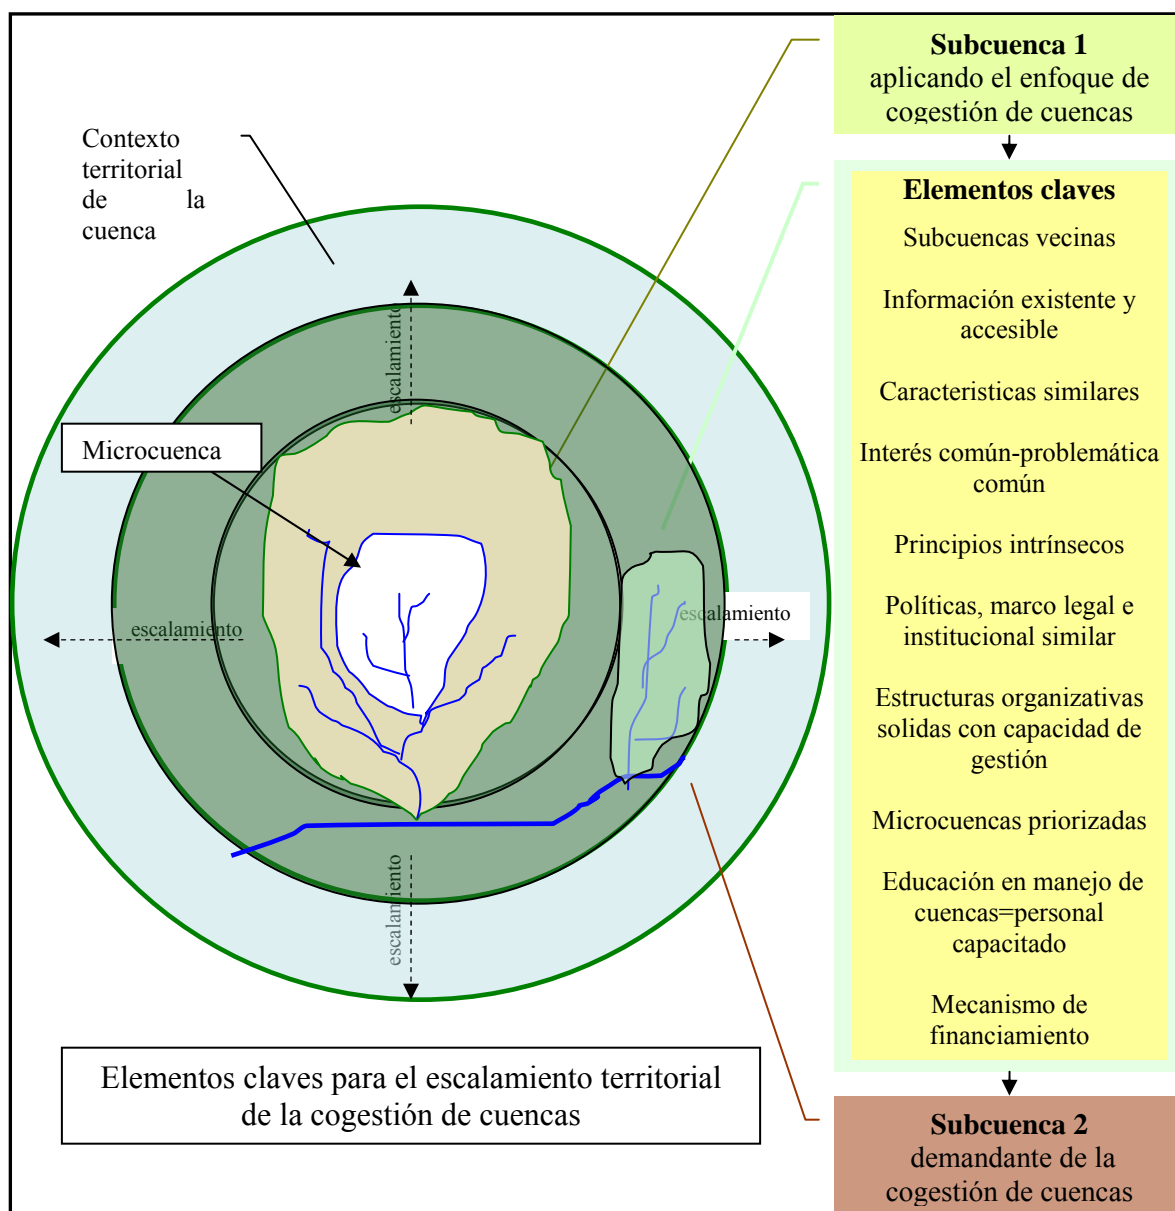 Contexto
territorial
de la
cuenca
escalamiento
Microcuenca
escalamiento
escalamiento
escalamiento
Elementos claves para el escalamiento territorial
de la cogestión de cuencas
Subcuenca 1
aplicando el enfoque de
cogestión de cuencas
Elementos claves
Subcuencas vecinas
Información existente y
accesible
Caracteristicas similares
Interés común-problemática
común
Principios intrínsecos
Políticas, marco legal e
institucional similar
Estructuras organizativas
solidas con capacidad de
gestión
Microcuencas priorizadas
Educación en manejo de
cuencas=personal
capacitado
Mecanismo de
financiamiento
Subcuenca 2
demandante de la
cogestión de cuencas